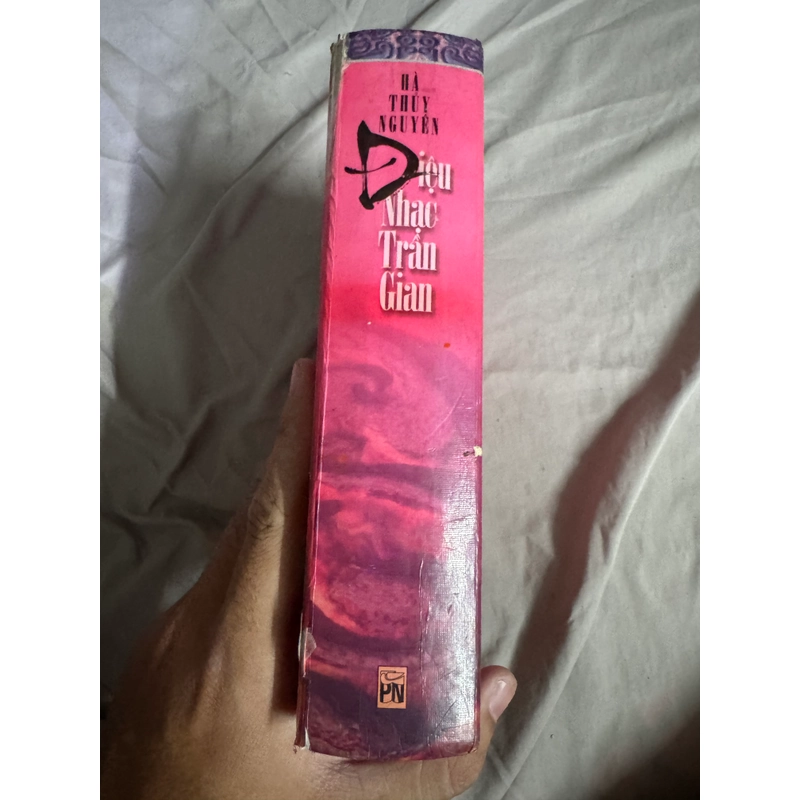 HÀ
THỦY
NGUYÊN
Điệu
Nhạc
Trần
Gian
PN